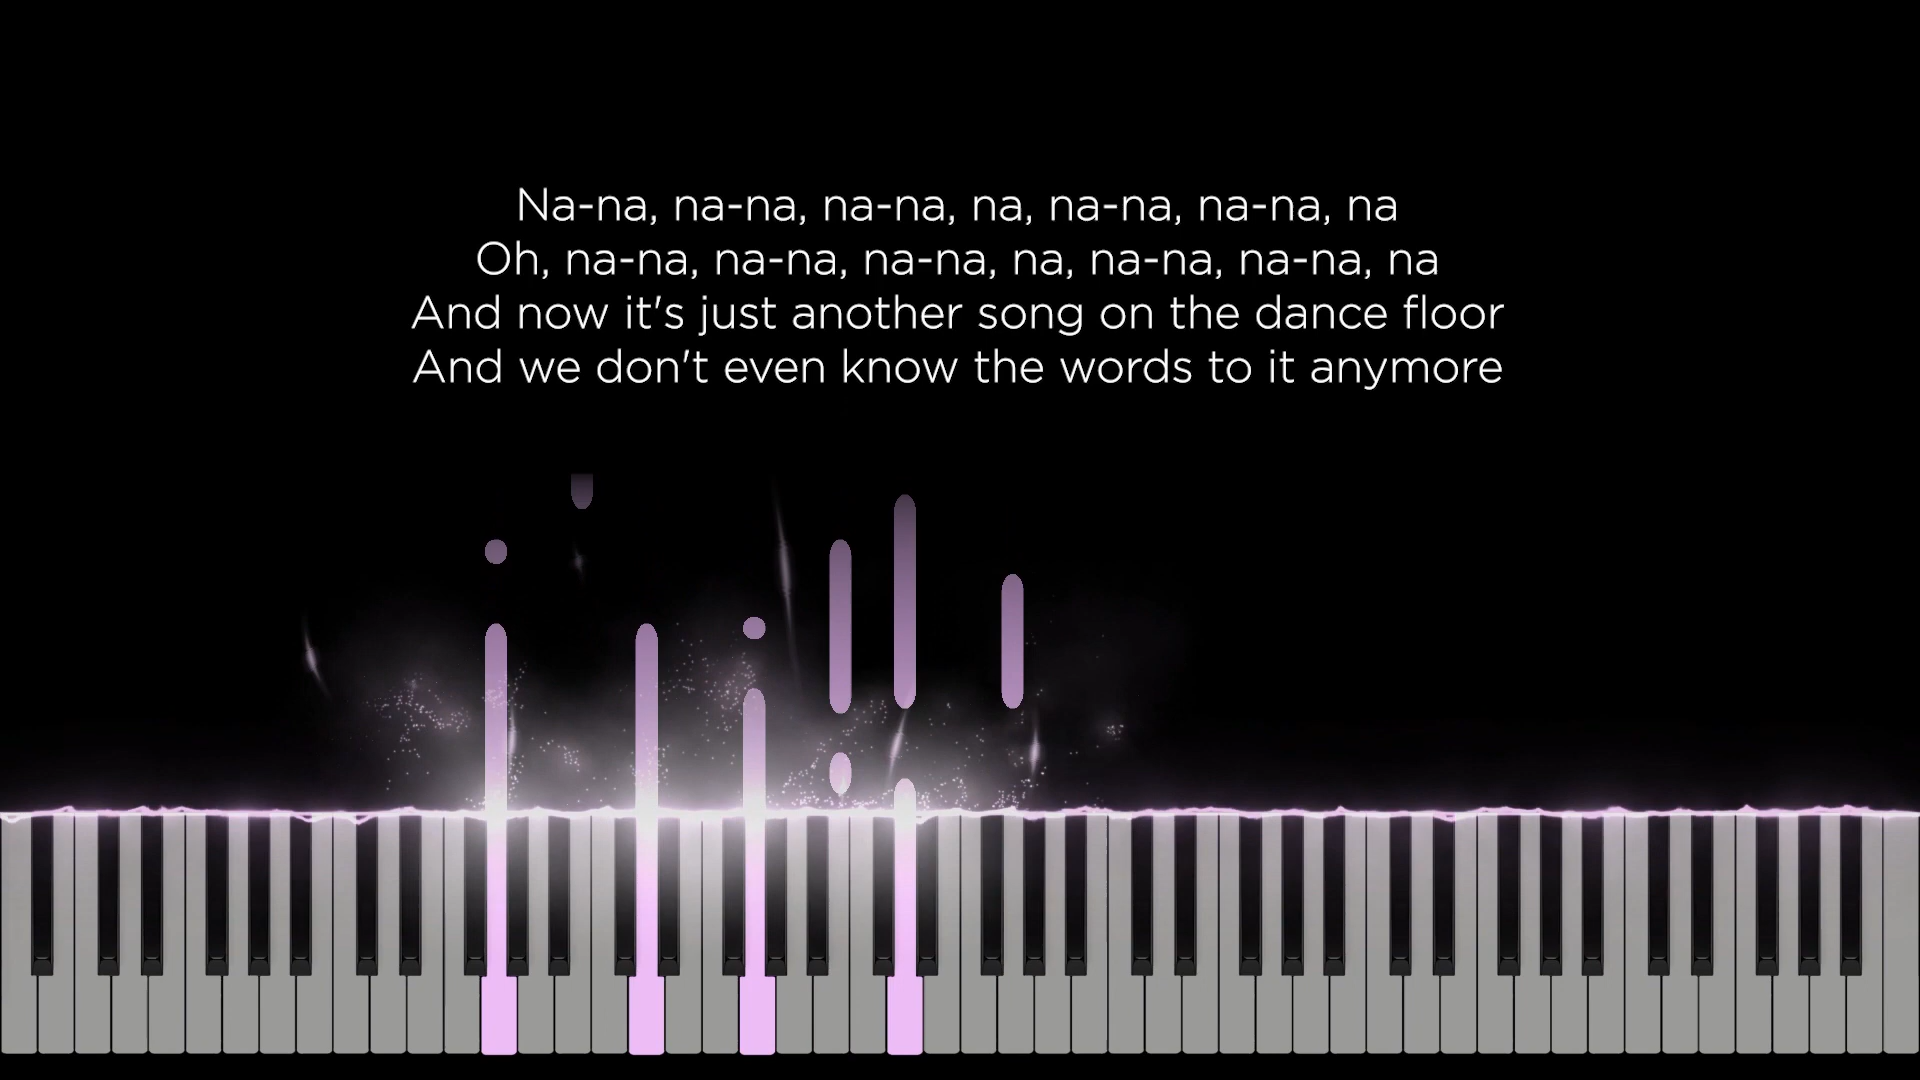 Na-na, na-na, na-na, na, na-na, na-na, na
Oh, na-na, na-na, na-na, na, na-na, na-na, na
And now it's just another song on the dance floor
And we don't even know the words to it anymore